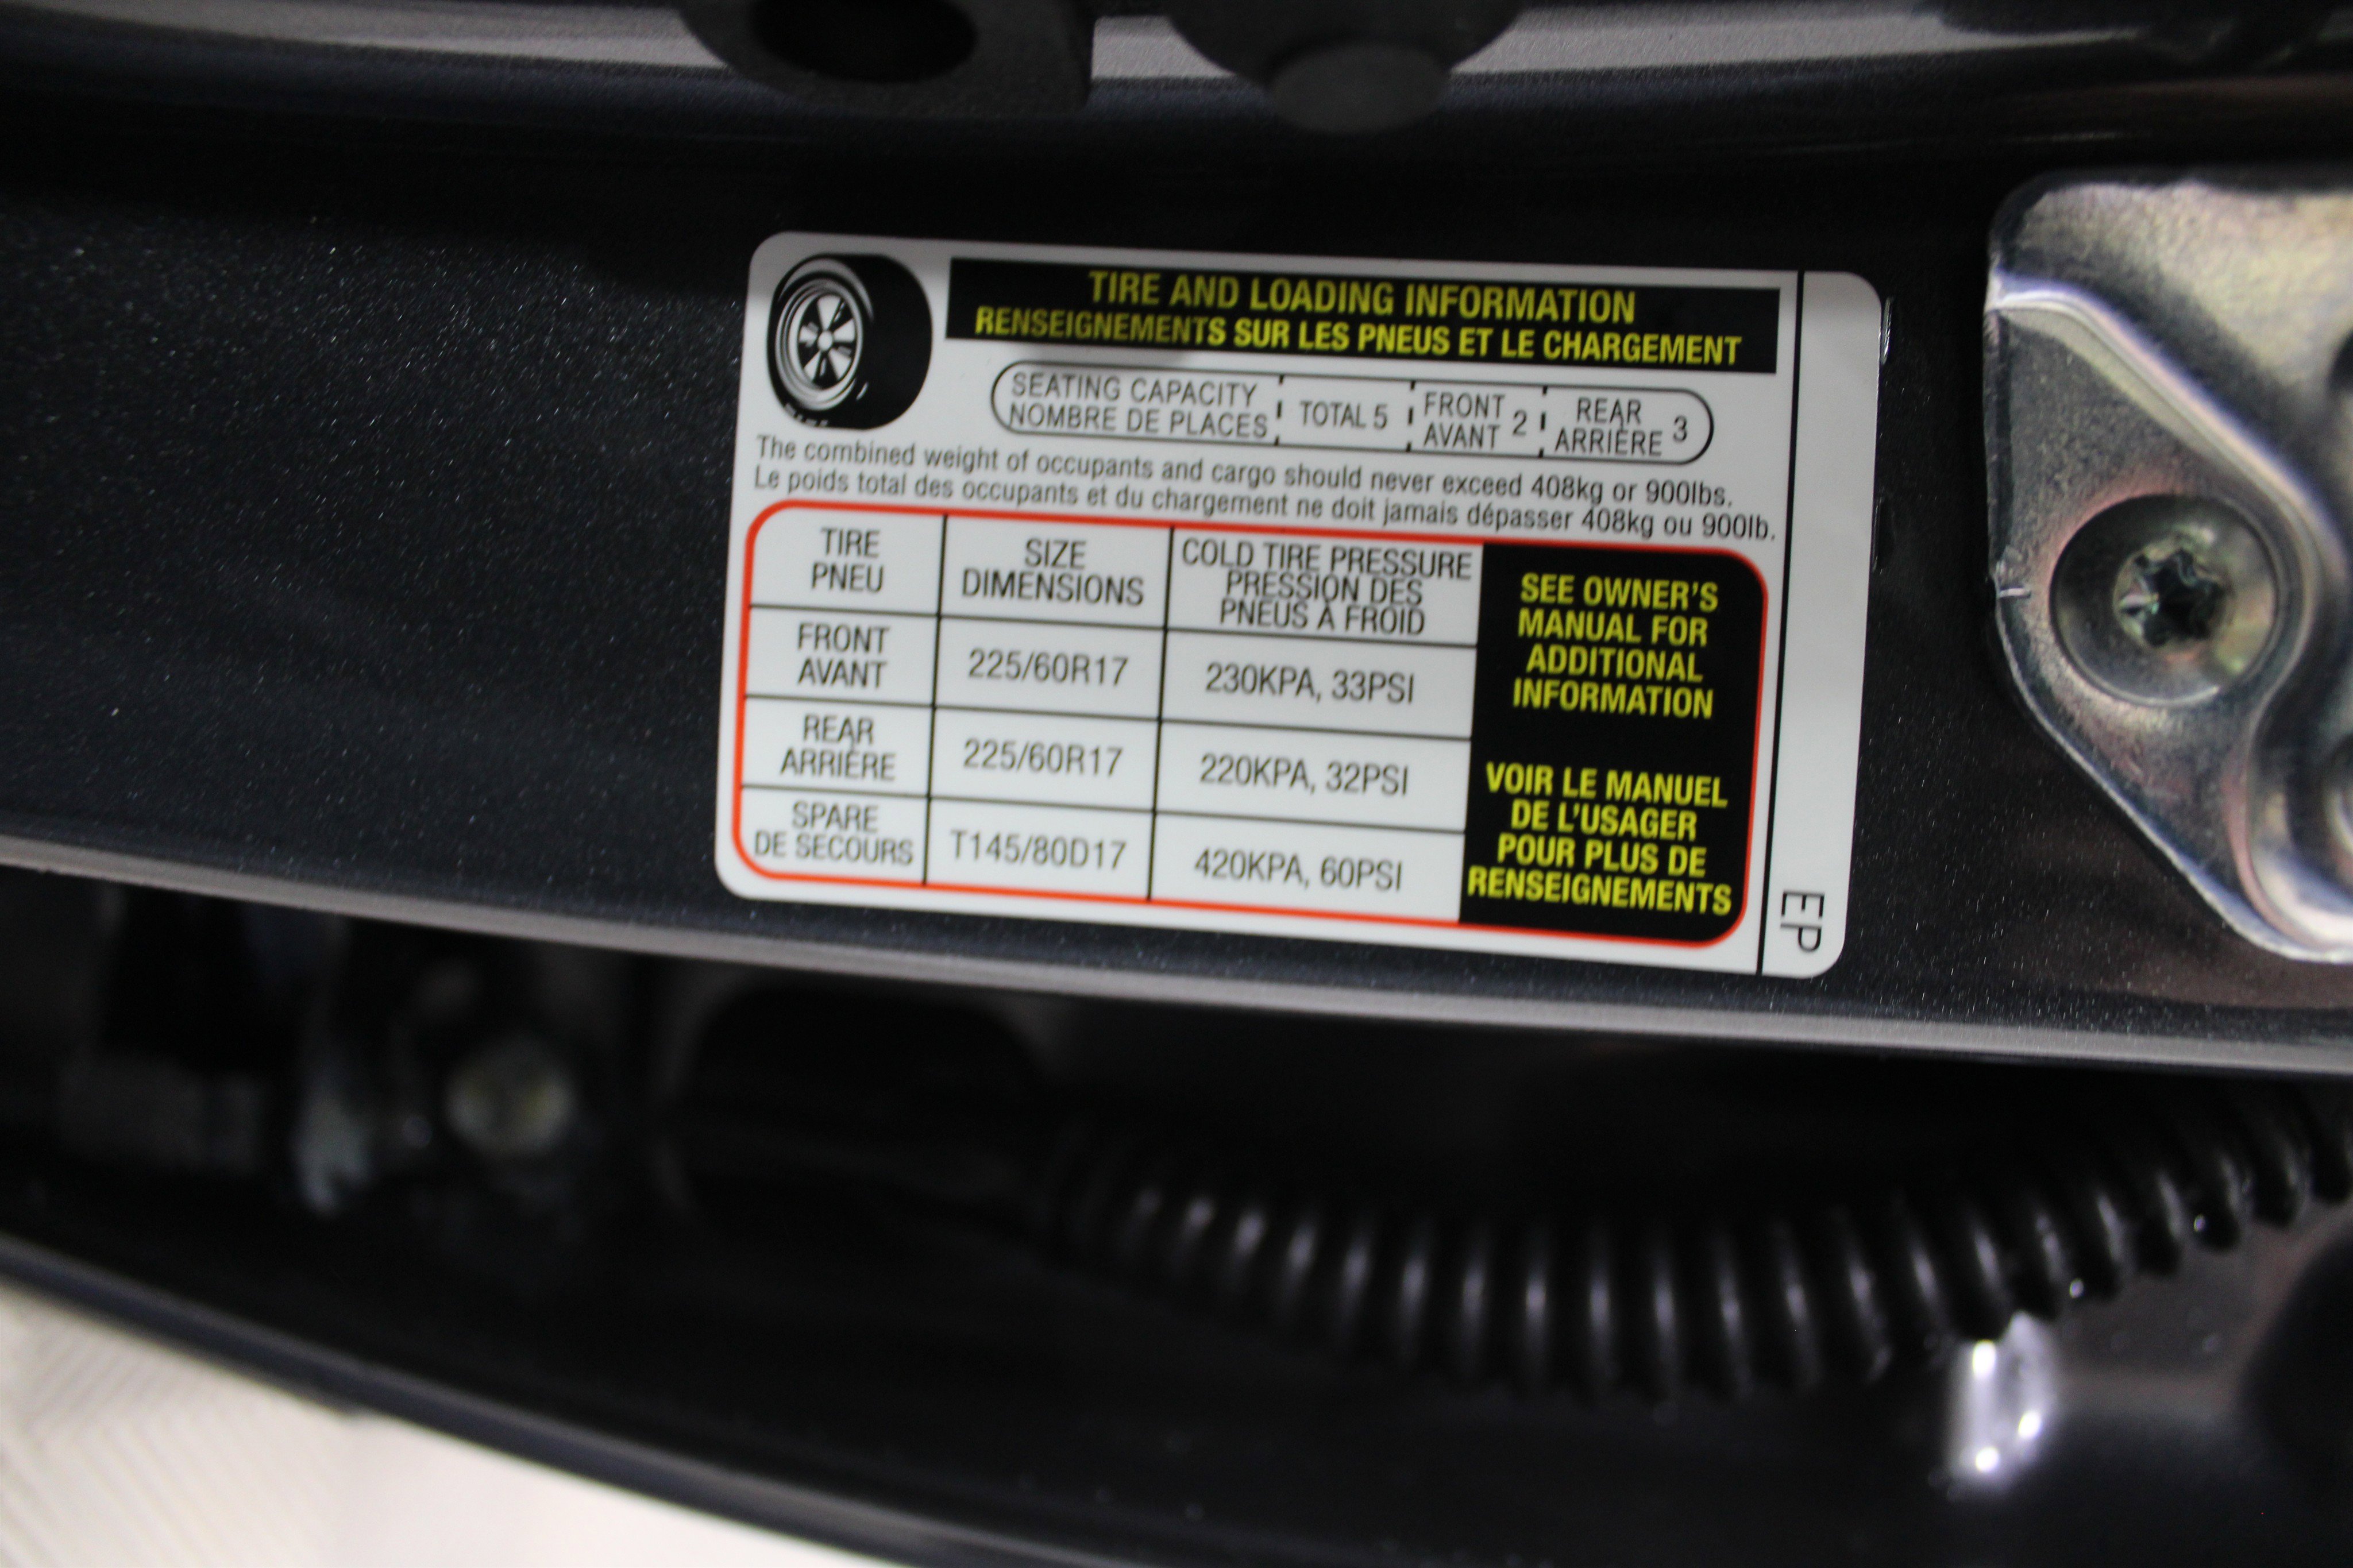 TIRE AND LOADING INFORMATION
RENSEIGNEMENTS SUR LES PNEUS ET LE CHARGEMENT
SEATING CAPACITY
NOMBRE DE PLACES
TOTAL 5
FRONT
AVANT 2
REAR
ARRIÈRE 3
The combined weight of occupants and cargo should never exceed 408kg or 900lbs.
Le poids total des occupants et du chargement ne doit jamais dépasser 408kg ou 900lb.
TIRE
PNEU
SIZE
DIMENSIONS
COLD TIRE PRESSURE
PRESSION DES
PNEUS À FROID
FRONT
AVANT
225/60R17
230KPA, 33PSI
REAR
ARRIÈRE
225/60R17
220KPA, 32PSI
SPARE
DE SECOURS
T145/80D17
420KPA, 60PSI
SEE OWNER'S
MANUAL FOR
ADDITIONAL
INFORMATION
VOIR LE MANUEL
DE L'USAGER
POUR PLUS DE
RENSEIGNEMENTS
EP